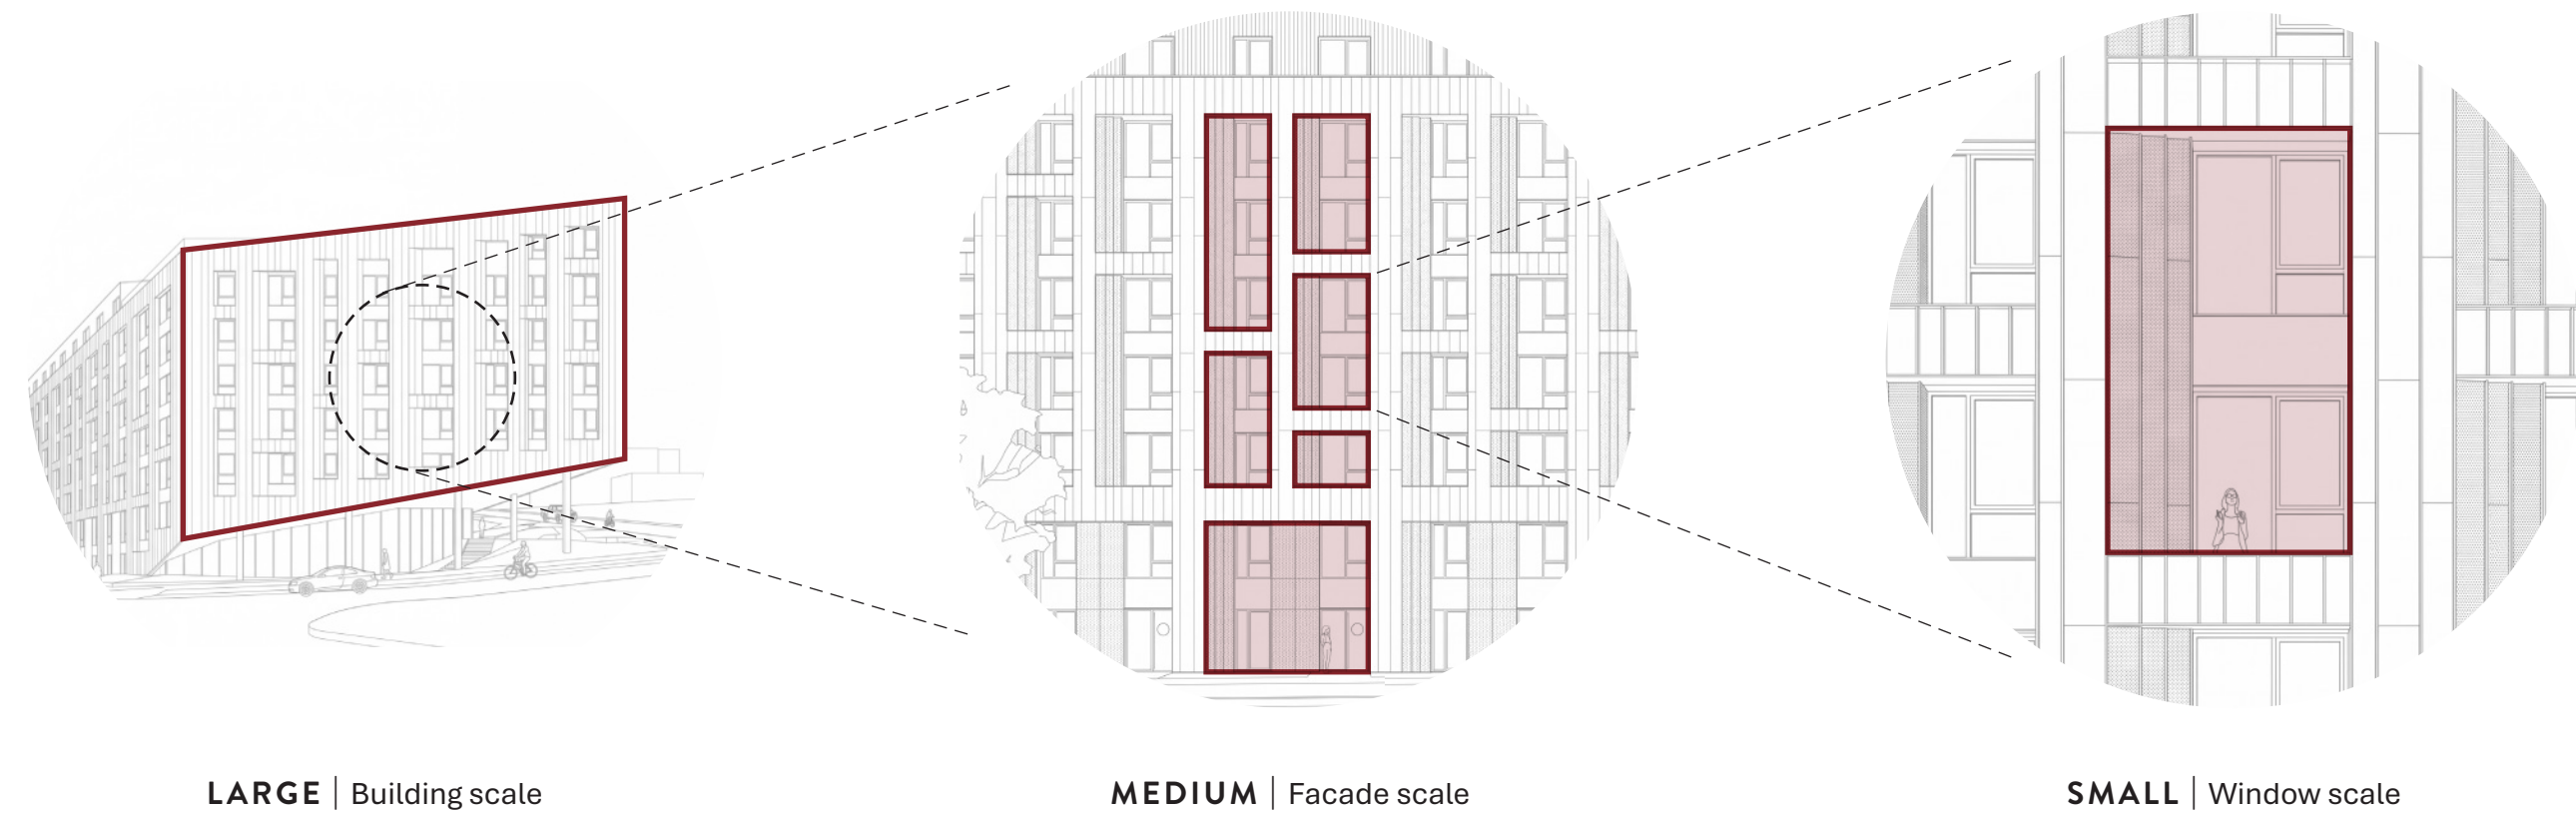 LARGE | Building scale
MEDIUM | Facade scale
SMALL | Window scale